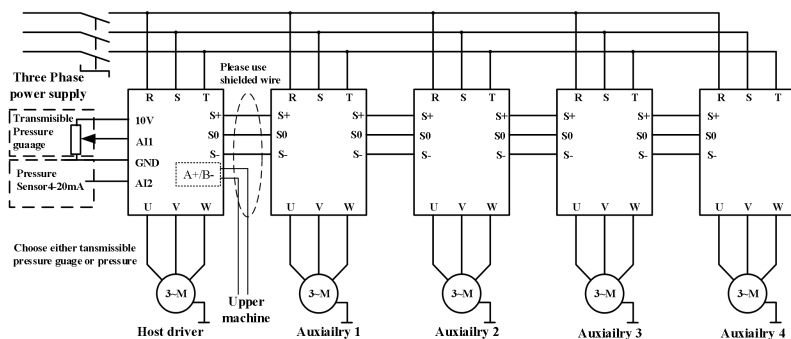 Three Phase
power supply
Please use
shielded wire
R S T
R S T
R S T
R S T
R S T
Transmisible
Pressure
guaage
10V
AI1
GND
AI2
Pressure
Sensor4-20mA
S+
S0
S-
A+/B-
S+
S0
S-
S+
S0
S-
S+
S0
S-
S+
S0
S-
S+
S0
S-
S+
S0
S-
S+
S0
S-
U V W
U V W
U V W
U V W
U V W
Choose either tansmissible
pressure guage or pressure
3~M
3~M
3~M
3~M
3~M
Upper
machine
Host driver
Auxiailry 1
Auxiailry 2
Auxiailry 3
Auxiailry 4